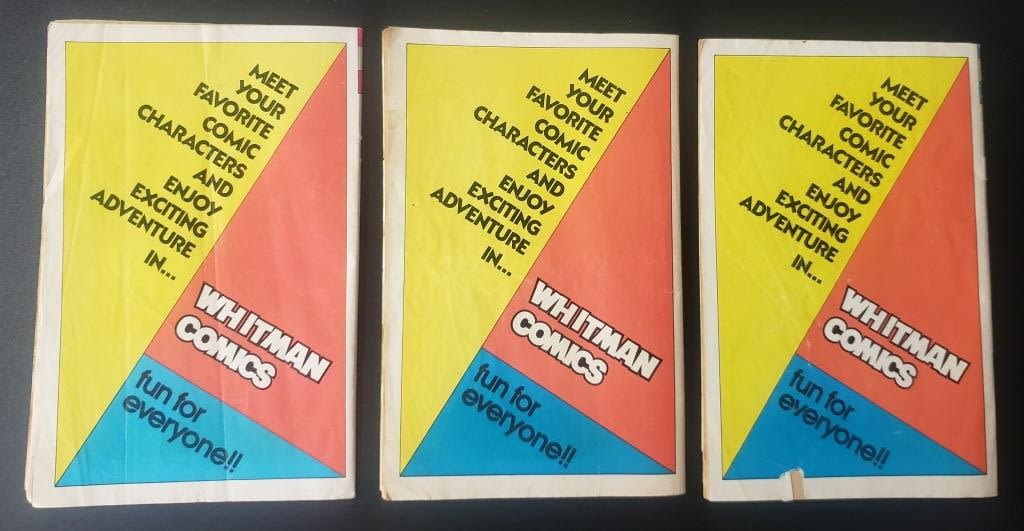 MEET
YOUR
FAVORITE
COMIC
CHARACTERS
AND
ENJOY
EXCITING
ADVENTURE
IN...
WHITMAN
COMICS
fun for
everyone!!
MEET
YOUR
FAVORITE
COMIC
CHARACTERS
AND
ENJOY
EXCITING
ADVENTURE
IN...
WHITMAN
COMICS
fun for
everyone!!
MEET
YOUR
FAVORITE
COMIC
CHARACTERS
AND
ENJOY
EXCITING
ADVENTURE
IN...
WHITMAN
COMICS
fun for
everyone!!